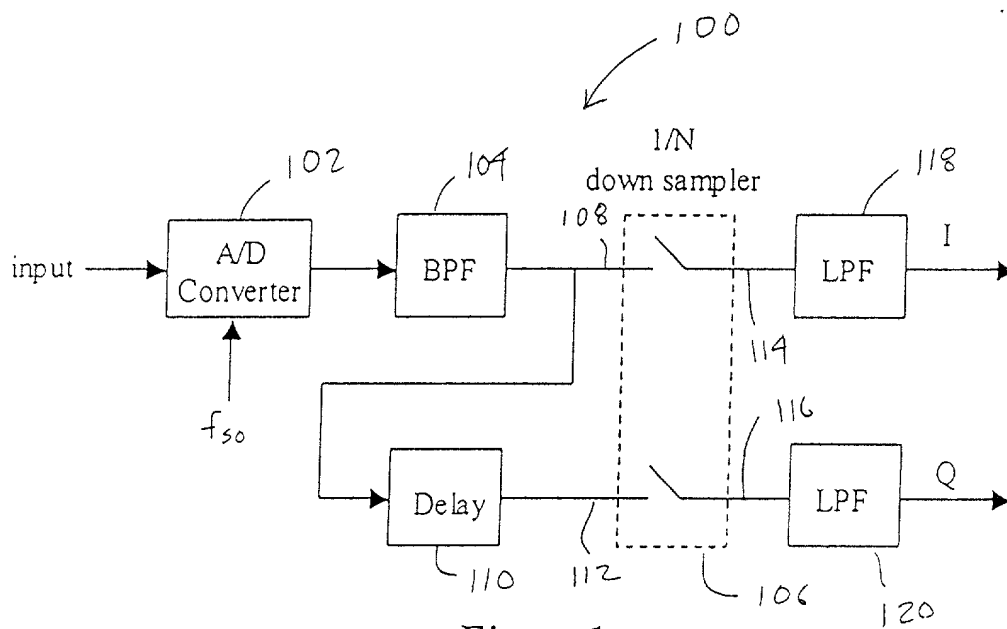 100
1/N
down sampler
102
104
108
118
input
A/D
Converter
BPF
LPF
I
114
fso
116
Delay
LPF
Q
110
112
106
120